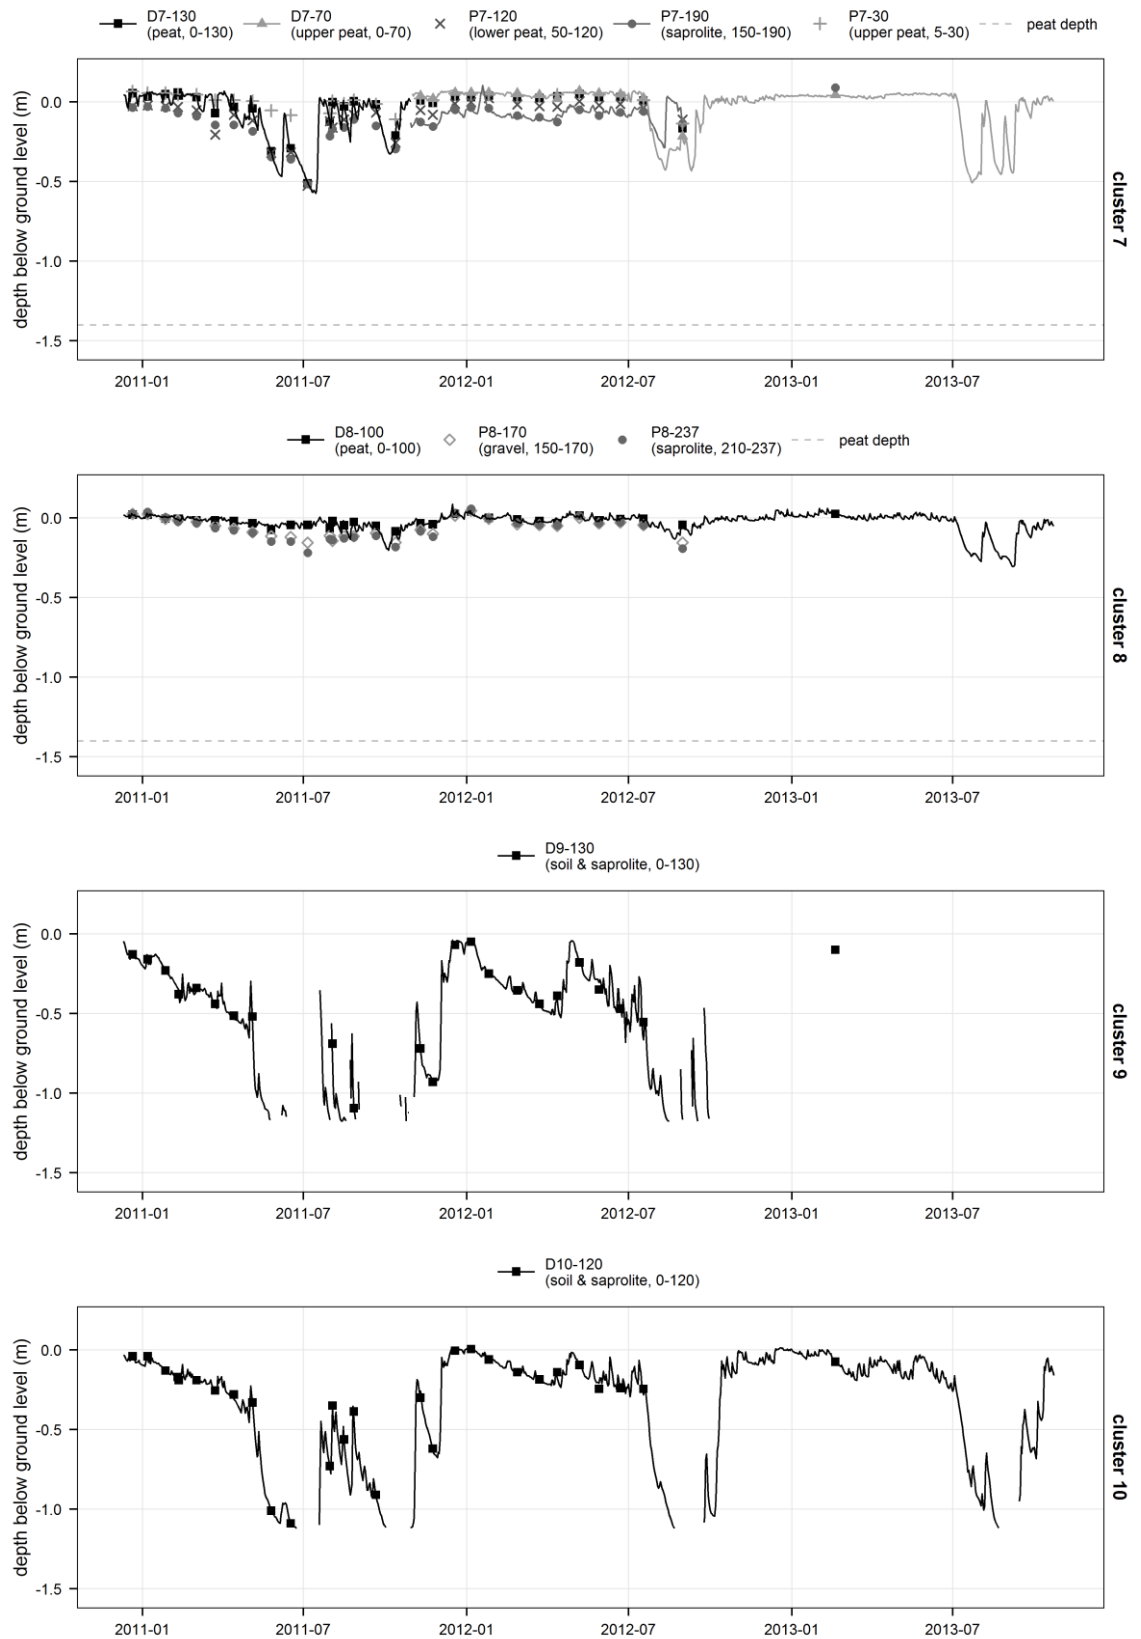 D7-130 D7-70 P7-120 P7-190 P7-30 peat depth
(peat, 0-130) (upper peat, 0-70) (lower peat, 50-120) (saprolite, 150-190) (upper peat, 5-30)
depth below ground level (m)
0.0
-0.5
-1.0
-1.5
cluster 7
2011-01 2011-07 2012-01 2012-07 2013-01 2013-07
D8-100 P8-170 P8-237 peat depth
(peat, 0-100) (gravel, 150-170) (saprolite, 210-237)
depth below ground level (m)
0.0
-0.5
-1.0
-1.5
cluster 8
2011-01 2011-07 2012-01 2012-07 2013-01 2013-07
D9-130
(soil & saprolite, 0-130)
depth below ground level (m)
0.0
-0.5
-1.0
-1.5
cluster 9
2011-01 2011-07 2012-01 2012-07 2013-01 2013-07
D10-120
(soil & saprolite, 0-120)
depth below ground level (m)
0.0
-0.5
-1.0
-1.5
cluster 10
2011-01 2011-07 2012-01 2012-07 2013-01 2013-07